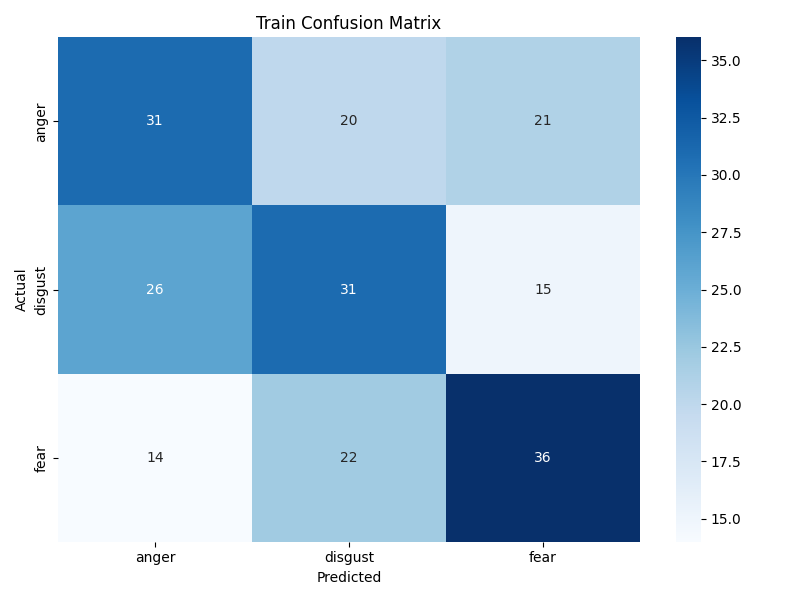 Train Confusion Matrix
Actual
anger
disgust
fear
31 20 21
26 31 15
14 22 36
anger disgust fear
Predicted
35.0
32.5
30.0
27.5
25.0
22.5
20.0
17.5
15.0